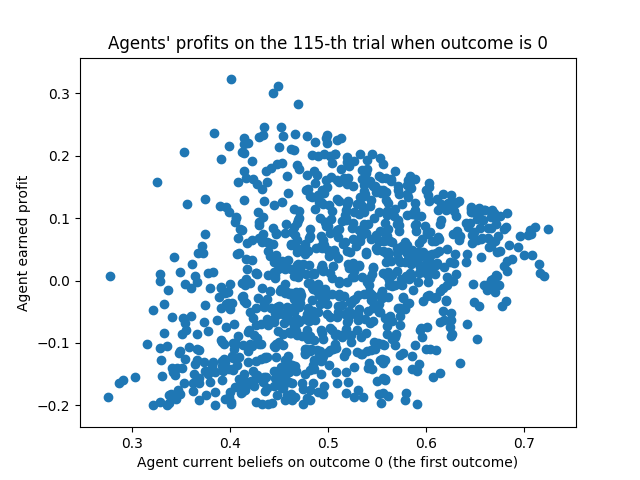 Agents' profits on the 115-th trial when outcome is 0
0.3
0.2
0.1
0.0
−0.1
−0.2
Agent earned profit
0.3 0.4 0.5 0.6 0.7
Agent current beliefs on outcome 0 (the first outcome)